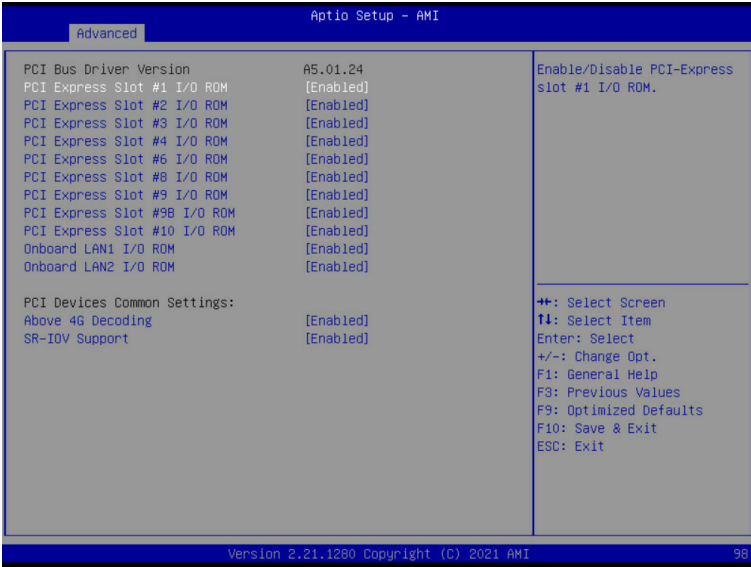 Aptio Setup – AMI
Advanced
PCI Bus Driver Version A5.01.24
PCI Express Slot #1 I/O ROM [Enabled]
PCI Express Slot #2 I/O ROM [Enabled]
PCI Express Slot #3 I/O ROM [Enabled]
PCI Express Slot #4 I/O ROM [Enabled]
PCI Express Slot #6 I/O ROM [Enabled]
PCI Express Slot #8 I/O ROM [Enabled]
PCI Express Slot #9 I/O ROM [Enabled]
PCI Express Slot #9B I/O ROM [Enabled]
PCI Express Slot #10 I/O ROM [Enabled]
Onboard LAN1 I/O ROM [Enabled]
Onboard LAN2 I/O ROM [Enabled]
PCI Devices Common Settings:
Above 4G Decoding [Enabled]
SR-IOV Support [Enabled]
Enable/Disable PCI-Express
slot #1 I/O ROM.
→←: Select Screen
↑↓: Select Item
Enter: Select
+/-: Change Opt.
F1: General Help
F3: Previous Values
F9: Optimized Defaults
F10: Save & Exit
ESC: Exit
Version 2.21.1280 Copyright (C) 2021 AMI
98